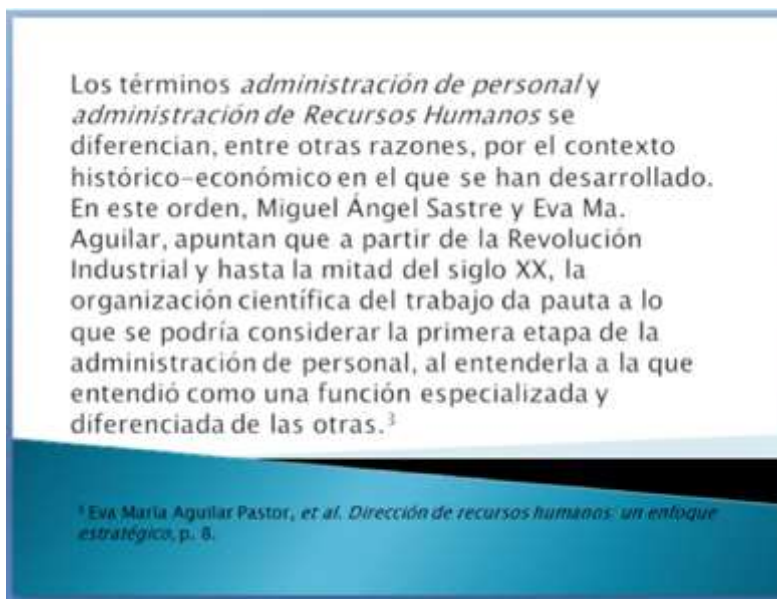 Los términos administración de personal y
administración de Recursos Humanos se
diferencian, entre otras razones, por el contexto
histórico-económico en el que se han desarrollado.
En este orden, Miguel Ángel Sastre y Eva Ma.
Aguilar, apuntan que a partir de la Revolución
Industrial y hasta la mitad del siglo XX, la
organización científica del trabajo da pauta a lo
que se podría considerar la primera etapa de la
administración de personal, al entenderla a la que
entendió como una función especializada y
diferenciada de las otras.³
³ Eva María Aguilar Pastor, et al. Dirección de recursos humanos: un enfoque
estratégico, p. 8.